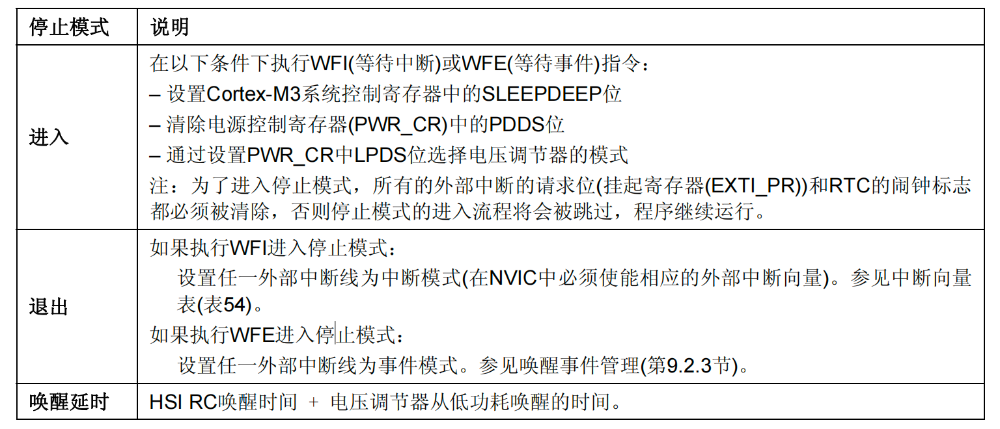 停止模式 说明
进入
在以下条件下执行WFI(等待中断)或WFE(等待事件)指令：
– 设置Cortex-M3系统控制寄存器中的SLEEPDEEP位
– 清除电源控制寄存器(PWR_CR)中的PDDS位
– 通过设置PWR_CR中LPDS位选择电压调节器的模式
注：为了进入停止模式，所有的外部中断的请求位(挂起寄存器(EXTI_PR))和RTC的闹钟标志
都必须被清除，否则停止模式的进入流程将会被跳过，程序继续运行。
退出
如果执行WFI进入停止模式：
设置任一外部中断线为中断模式(在NVIC中必须使能相应的外部中断向量)。参见中断向量
表(表54)。
如果执行WFE进入停止模式：
设置任一外部中断线为事件模式。参见唤醒事件管理(第9.2.3节)。
唤醒延时 HSI RC唤醒时间 + 电压调节器从低功耗唤醒的时间。